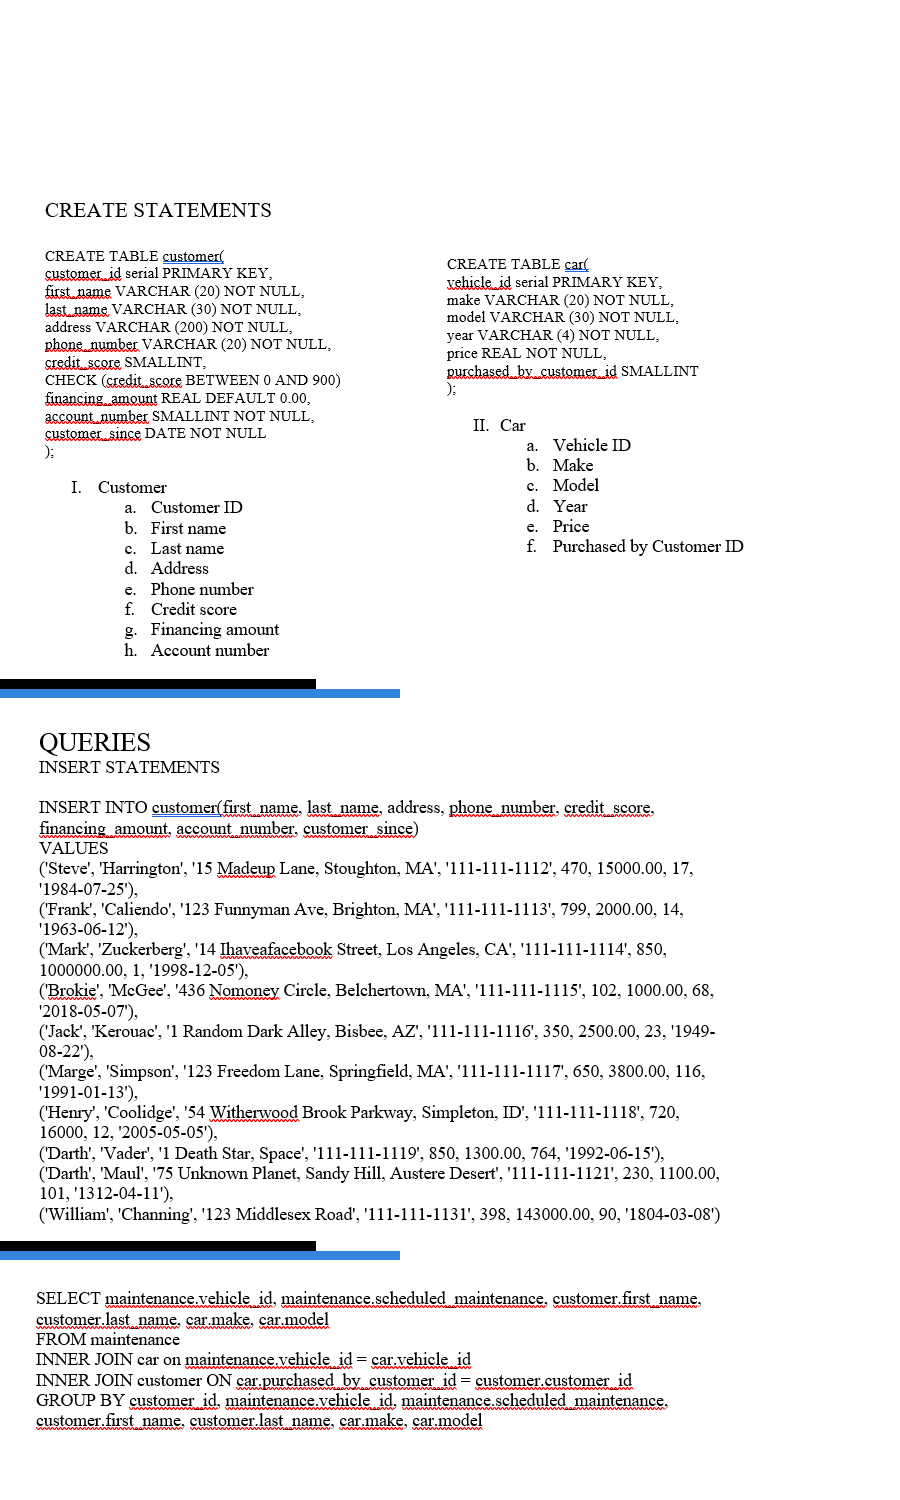 CREATE STATEMENTS
CREATE TABLE customer(
customer_id serial PRIMARY KEY,
first_name VARCHAR (20) NOT NULL,
last_name VARCHAR (30) NOT NULL,
address VARCHAR (200) NOT NULL,
phone_number VARCHAR (20) NOT NULL,
credit_score SMALLINT,
CHECK (credit_score BETWEEN 0 AND 900)
financing_amount REAL DEFAULT 0.00,
account_number SMALLINT NOT NULL,
customer_since DATE NOT NULL
);
I. Customer
a. Customer ID
b. First name
c. Last name
d. Address
e. Phone number
f. Credit score
g. Financing amount
h. Account number
CREATE TABLE car(
vehicle_id serial PRIMARY KEY,
make VARCHAR (20) NOT NULL,
model VARCHAR (30) NOT NULL,
year VARCHAR (4) NOT NULL,
price REAL NOT NULL,
purchased_by_customer_id SMALLINT
);
II. Car
a. Vehicle ID
b. Make
c. Model
d. Year
e. Price
f. Purchased by Customer ID
QUERIES
INSERT STATEMENTS
INSERT INTO customer(first_name, last_name, address, phone_number, credit_score,
financing_amount, account_number, customer_since)
VALUES
('Steve', 'Harrington', '15 Madeup Lane, Stoughton, MA', '111-111-1112', 470, 15000.00, 17,
'1984-07-25'),
('Frank', 'Caliendo', '123 Funnyman Ave, Brighton, MA', '111-111-1113', 799, 2000.00, 14,
'1963-06-12'),
('Mark', 'Zuckerberg', '14 Ihaveafacebook Street, Los Angeles, CA', '111-111-1114', 850,
1000000.00, 1, '1998-12-05'),
('Brokie', 'McGee', '436 Nomoney Circle, Belchertown, MA', '111-111-1115', 102, 1000.00, 68,
'2018-05-07'),
('Jack', 'Kerouac', '1 Random Dark Alley, Bisbee, AZ', '111-111-1116', 350, 2500.00, 23, '1949-
08-22'),
('Marge', 'Simpson', '123 Freedom Lane, Springfield, MA', '111-111-1117', 650, 3800.00, 116,
'1991-01-13'),
('Henry', 'Coolidge', '54 Witherwood Brook Parkway, Simpleton, ID', '111-111-1118', 720,
16000, 12, '2005-05-05'),
('Darth', 'Vader', '1 Death Star, Space', '111-111-1119', 850, 1300.00, 764, '1992-06-15'),
('Darth', 'Maul', '75 Unknown Planet, Sandy Hill, Austere Desert', '111-111-1121', 230, 1100.00,
101, '1312-04-11'),
('William', 'Channing', '123 Middlesex Road', '111-111-1131', 398, 143000.00, 90, '1804-03-08')
SELECT maintenance.vehicle_id, maintenance.scheduled_maintenance, customer.first_name,
customer.last_name, car.make, car.model
FROM maintenance
INNER JOIN car on maintenance.vehicle_id = car.vehicle_id
INNER JOIN customer ON car.purchased_by_customer_id = customer.customer_id
GROUP BY customer_id, maintenance.vehicle_id, maintenance.scheduled_maintenance,
customer.first_name, customer.last_name, car.make, car.model